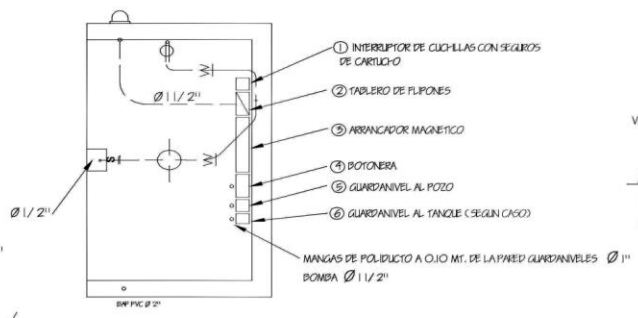 ① INTERRUPTOR DE CUCHILLAS CON SEGUROS
DE CARTUCHO
Ø 1 1/2"
② TABLERO DE FLIPONES
③ ARRANCADOR MAGNETICO
S
④ BOTONERA
⑤ GUARDANIVEL AL POZO
Ø 1/2"
⑥ GUARDANIVEL AL TANQUE (SEGUN CASO)
MANGAS DE POLIDUCTO A 0.10 MT. DE LA PARED GUARDANIVELES Ø 1"
BOMBA Ø 1 1/2"
BAP PVC Ø 2"